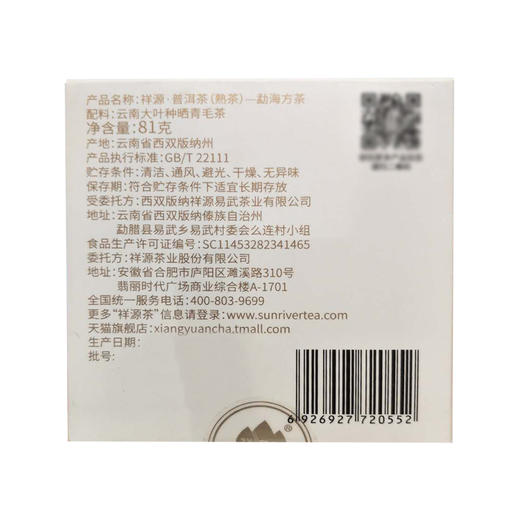 产品名称：祥源·普洱茶（熟茶）—勐海方茶
配料：云南大叶种晒青毛茶
净含量：81克
产地：云南省西双版纳州
产品执行标准：GB/T 22111
贮存条件：清洁、通风、避光、干燥、无异味
保存期：符合贮存条件下适宜长期存放
受委托方：西双版纳祥源易武茶业有限公司
地址：云南省西双版纳傣族自治州
勐腊县易武乡易武村委会么连村小组
食品生产许可证编号：SC11453282341465
委托方：祥源茶业股份有限公司
地址：安徽省合肥市庐阳区濉溪路310号
翡丽时代广场商业综合楼A-1701
全国统一服务电话：400-803-9699
更多“祥源茶”信息请登录：www.sunrivertea.com
天猫旗舰店：xiangyuancha.tmall.com
生产日期：
批号：
6 926927 720552
®